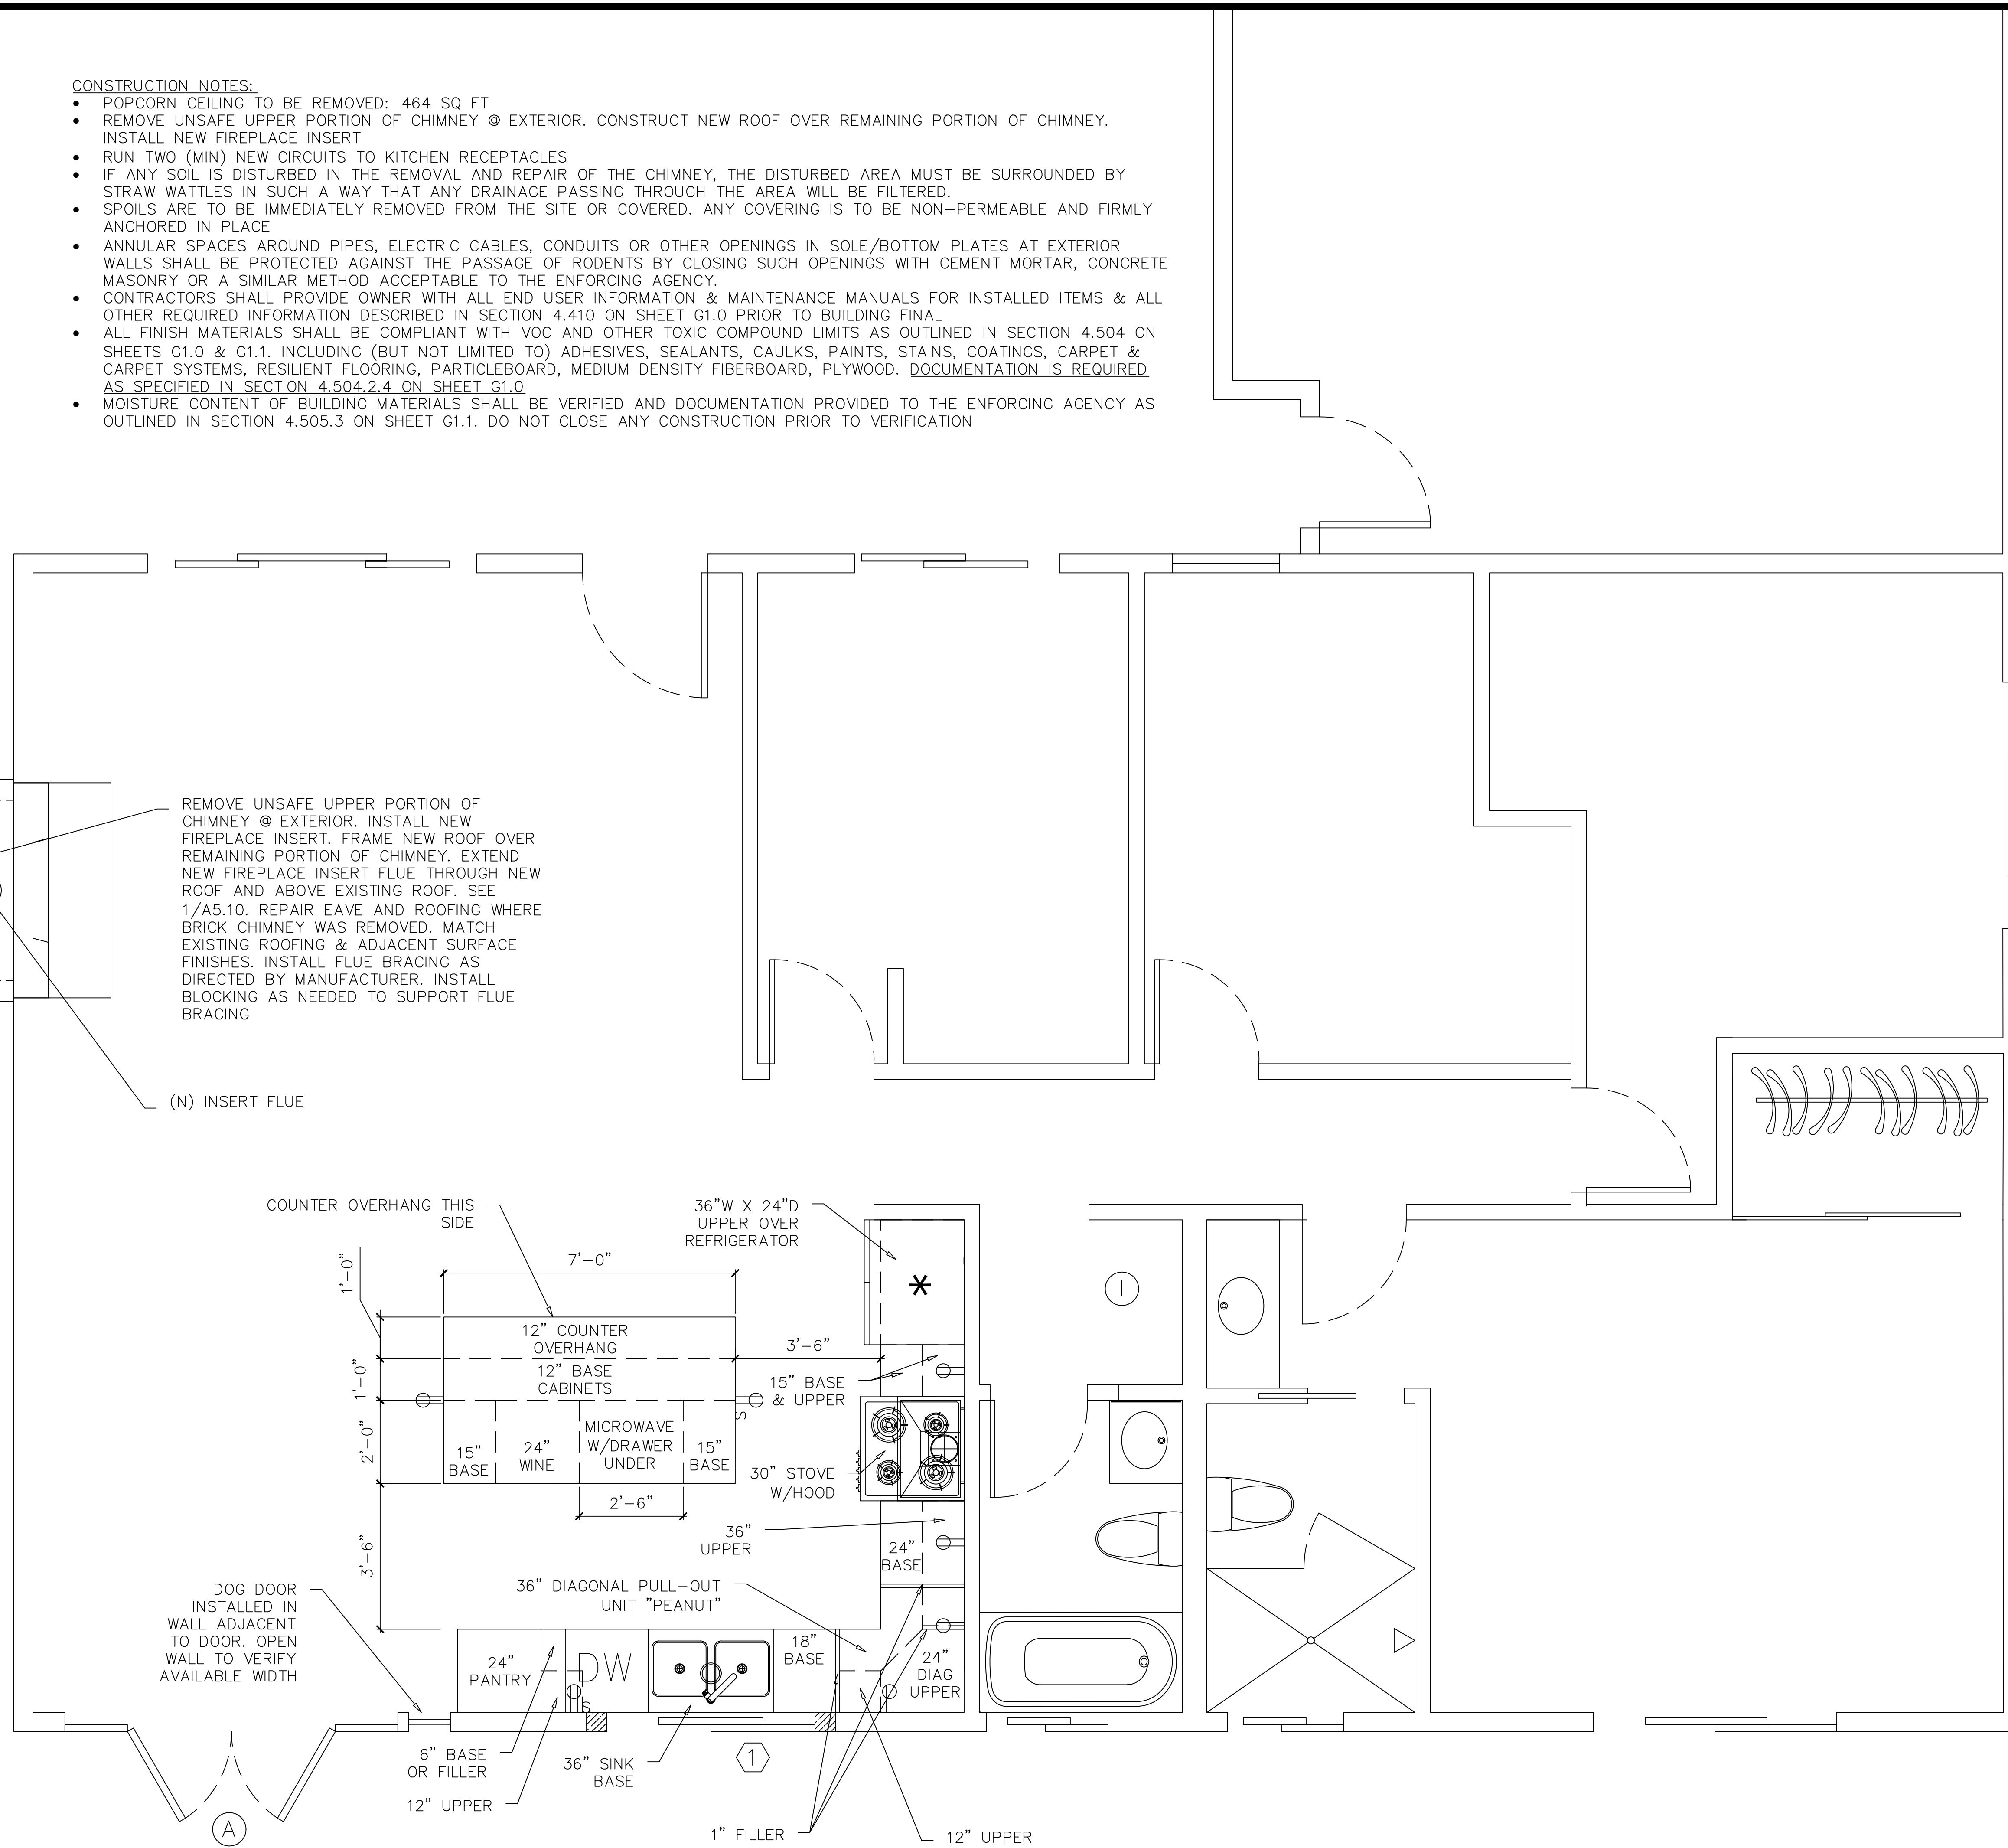 CONSTRUCTION NOTES:
• POPCORN CEILING TO BE REMOVED: 464 SQ FT
• REMOVE UNSAFE UPPER PORTION OF CHIMNEY @ EXTERIOR. CONSTRUCT NEW ROOF OVER REMAINING PORTION OF CHIMNEY.
INSTALL NEW FIREPLACE INSERT
• RUN TWO (MIN) NEW CIRCUITS TO KITCHEN RECEPTACLES
• IF ANY SOIL IS DISTURBED IN THE REMOVAL AND REPAIR OF THE CHIMNEY, THE DISTURBED AREA MUST BE SURROUNDED BY
STRAW WATTLES IN SUCH A WAY THAT ANY DRAINAGE PASSING THROUGH THE AREA WILL BE FILTERED.
• SPOILS ARE TO BE IMMEDIATELY REMOVED FROM THE SITE OR COVERED. ANY COVERING IS TO BE NON-PERMEABLE AND FIRMLY
ANCHORED IN PLACE
• ANNULAR SPACES AROUND PIPES, ELECTRIC CABLES, CONDUITS OR OTHER OPENINGS IN SOLE/BOTTOM PLATES AT EXTERIOR
WALLS SHALL BE PROTECTED AGAINST THE PASSAGE OF RODENTS BY CLOSING SUCH OPENINGS WITH CEMENT MORTAR, CONCRETE
MASONRY OR A SIMILAR METHOD ACCEPTABLE TO THE ENFORCING AGENCY.
• CONTRACTORS SHALL PROVIDE OWNER WITH ALL END USER INFORMATION & MAINTENANCE MANUALS FOR INSTALLED ITEMS & ALL
OTHER REQUIRED INFORMATION DESCRIBED IN SECTION 4.410 ON SHEET G1.0 PRIOR TO BUILDING FINAL
• ALL FINISH MATERIALS SHALL BE COMPLIANT WITH VOC AND OTHER TOXIC COMPOUND LIMITS AS OUTLINED IN SECTION 4.504 ON
SHEETS G1.0 & G1.1. INCLUDING (BUT NOT LIMITED TO) ADHESIVES, SEALANTS, CAULKS, PAINTS, STAINS, COATINGS, CARPET &
CARPET SYSTEMS, RESILIENT FLOORING, PARTICLEBOARD, MEDIUM DENSITY FIBERBOARD, PLYWOOD. DOCUMENTATION IS REQUIRED
AS SPECIFIED IN SECTION 4.504.2.4 ON SHEET G1.0
• MOISTURE CONTENT OF BUILDING MATERIALS SHALL BE VERIFIED AND DOCUMENTATION PROVIDED TO THE ENFORCING AGENCY AS
OUTLINED IN SECTION 4.505.3 ON SHEET G1.1. DO NOT CLOSE ANY CONSTRUCTION PRIOR TO VERIFICATION
REMOVE UNSAFE UPPER PORTION OF
CHIMNEY @ EXTERIOR. INSTALL NEW
FIREPLACE INSERT. FRAME NEW ROOF OVER
REMAINING PORTION OF CHIMNEY. EXTEND
NEW FIREPLACE INSERT FLUE THROUGH NEW
ROOF AND ABOVE EXISTING ROOF. SEE
1/A5.10. REPAIR EAVE AND ROOFING WHERE
BRICK CHIMNEY WAS REMOVED. MATCH
EXISTING ROOFING & ADJACENT SURFACE
FINISHES. INSTALL FLUE BRACING AS
DIRECTED BY MANUFACTURER. INSTALL
BLOCKING AS NEEDED TO SUPPORT FLUE
BRACING
(N) INSERT FLUE
COUNTER OVERHANG THIS
SIDE
36"W X 24"D
UPPER OVER
REFRIGERATOR
7'-0"
1'-0"
12" COUNTER
OVERHANG
3'-6"
1'-0"
12" BASE
CABINETS
15" BASE
& UPPER
S
2'-0"
15"
BASE
24"
WINE
MICROWAVE
W/DRAWER
UNDER
15"
BASE
30" STOVE
W/HOOD
2'-6"
36"
UPPER
3'-6"
24"
BASE
DOG DOOR
INSTALLED IN
WALL ADJACENT
TO DOOR. OPEN
WALL TO VERIFY
AVAILABLE WIDTH
36" DIAGONAL PULL-OUT
UNIT "PEANUT"
24"
PANTRY
DW
S
18"
BASE
24"
DIAG
UPPER
6" BASE
OR FILLER
36" SINK
BASE
1
12" UPPER
A
1" FILLER
12" UPPER